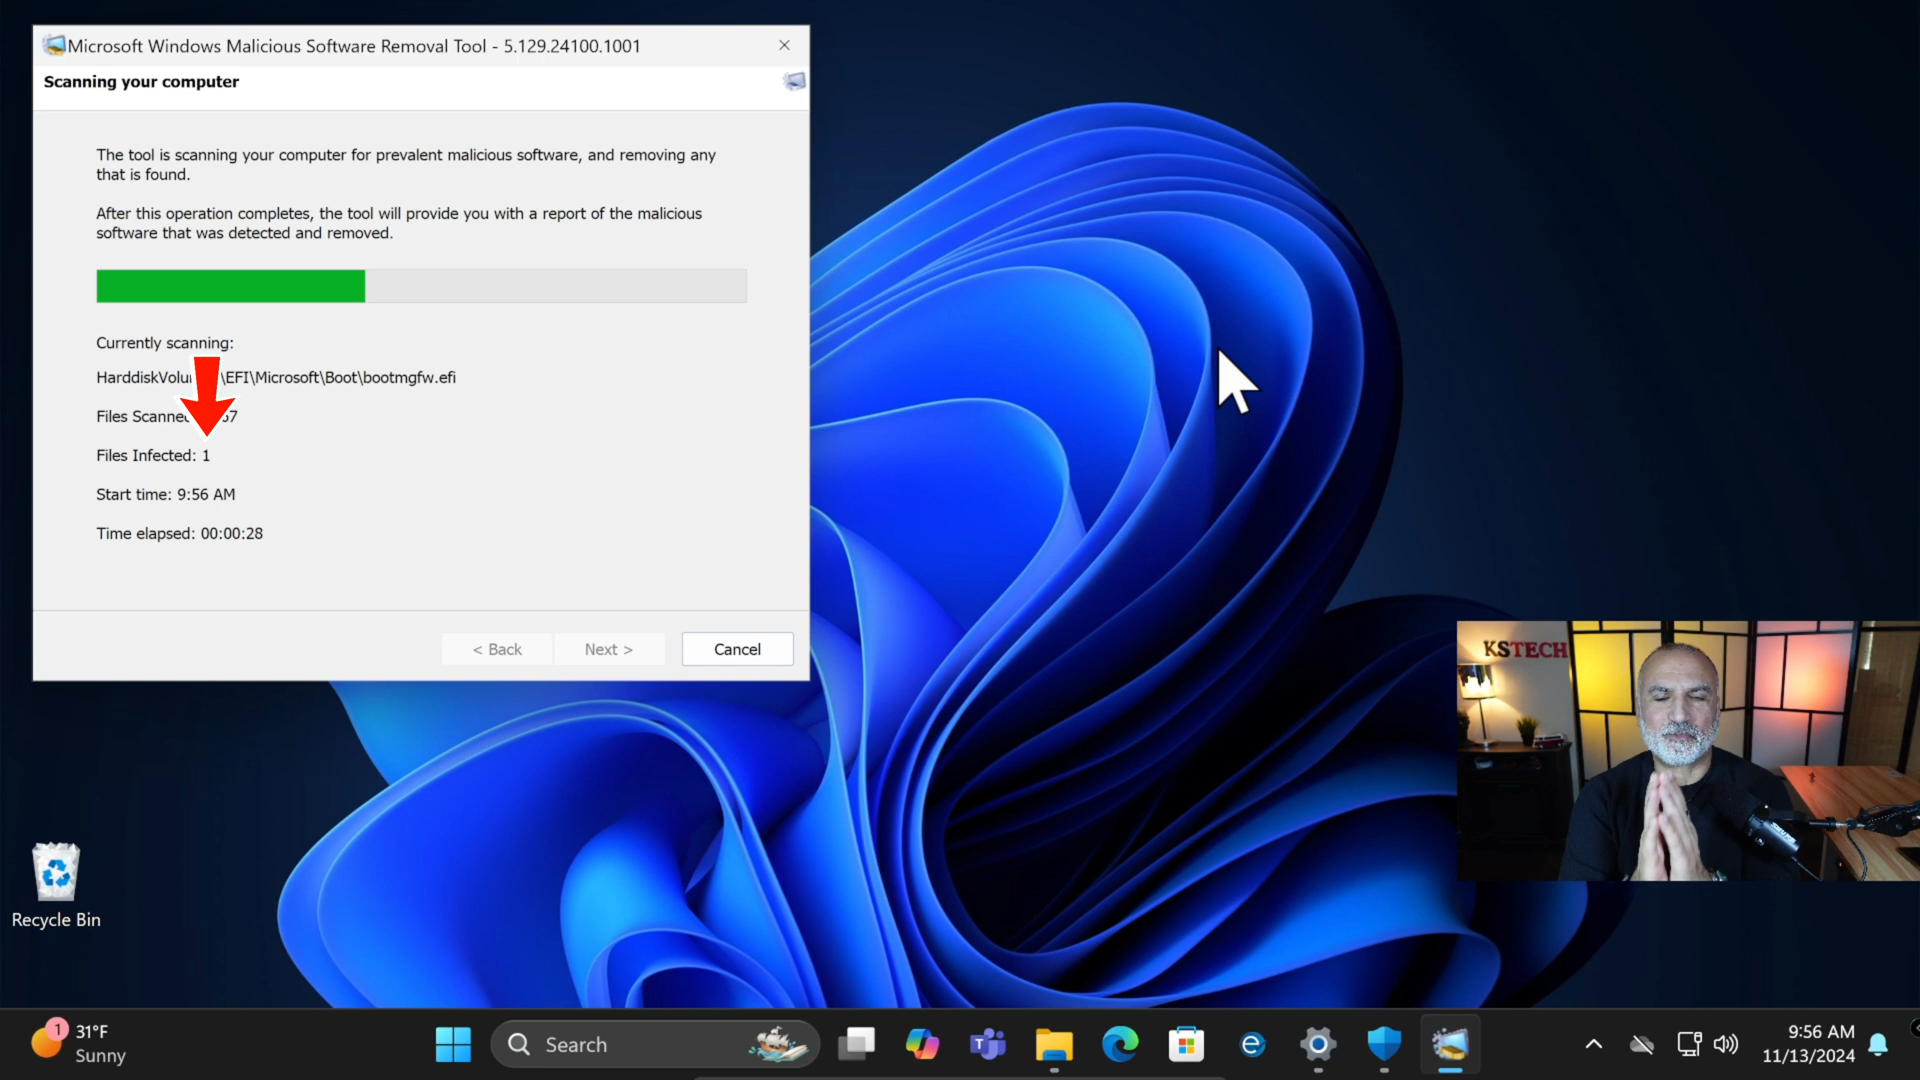 Microsoft Windows Malicious Software Removal Tool - 5.129.24100.1001
Scanning your computer
The tool is scanning your computer for prevalent malicious software, and removing any
that is found.
After this operation completes, the tool will provide you with a report of the malicious
software that was detected and removed.
Currently scanning:
\EFI\Microsoft\Boot\bootmgfw.efi
Files
Files Infected: 1
Start time: 9:56 AM
Time elapsed: 00:00:28
< Back
Next >
Cancel
KSTECH
Recycle Bin
1
31°F
Sunny
Search
9:56 AM
11/13/2024